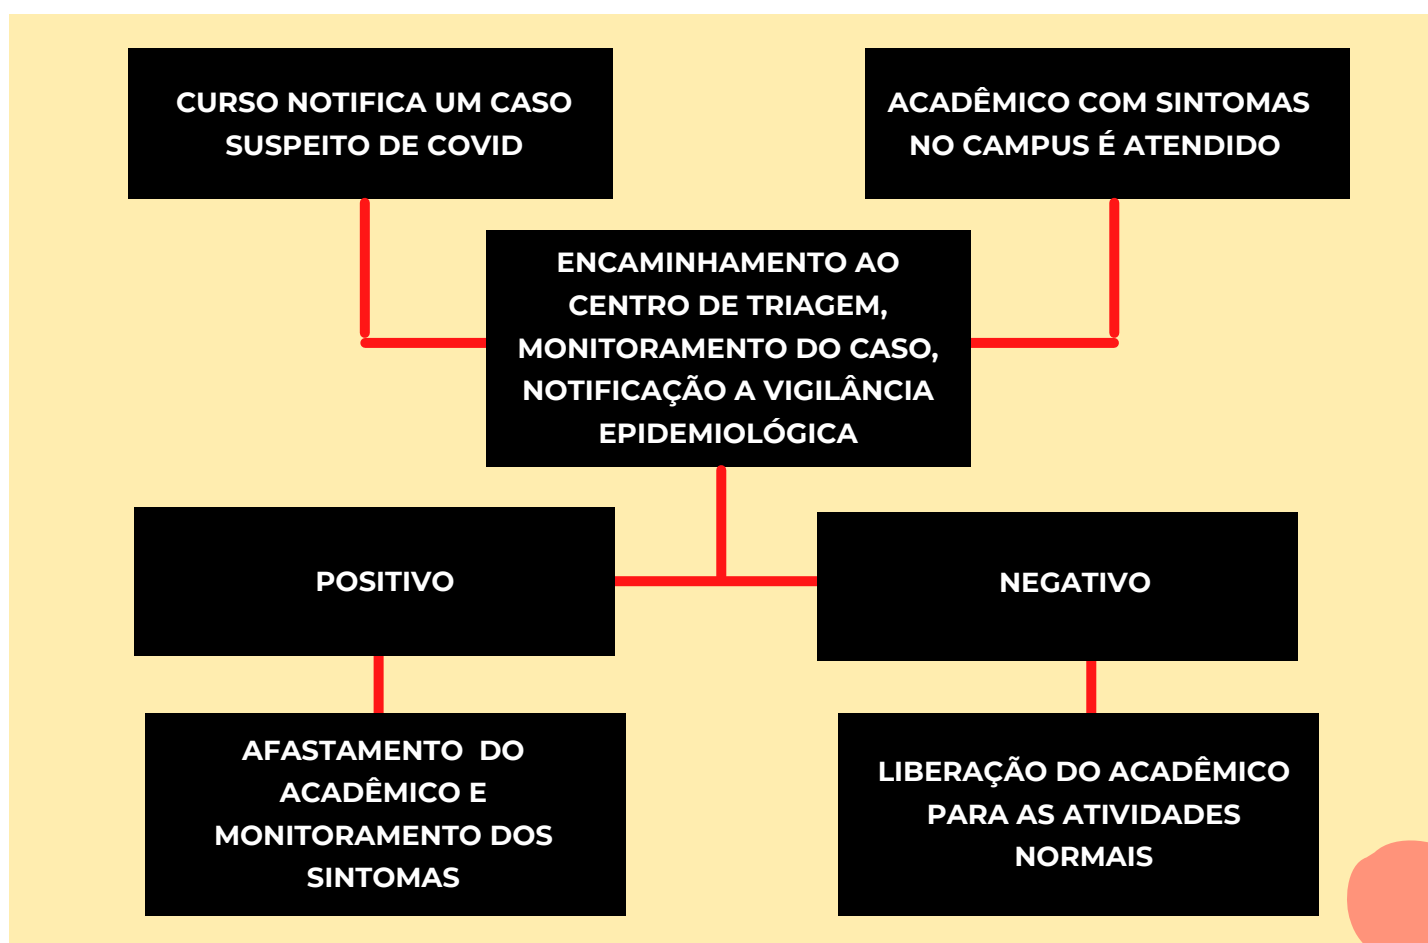 CURSO NOTIFICA UM CASO
SUSPEITO DE COVID
ACADÊMICO COM SINTOMAS
NO CAMPUS É ATENDIDO
ENCAMINHAMENTO AO
CENTRO DE TRIAGEM,
MONITORAMENTO DO CASO,
NOTIFICAÇÃO A VIGILÂNCIA
EPIDEMIOLÓGICA
POSITIVO
NEGATIVO
AFASTAMENTO DO
ACADÊMICO E
MONITORAMENTO DOS
SINTOMAS
LIBERAÇÃO DO ACADÊMICO
PARA AS ATIVIDADES
NORMAIS